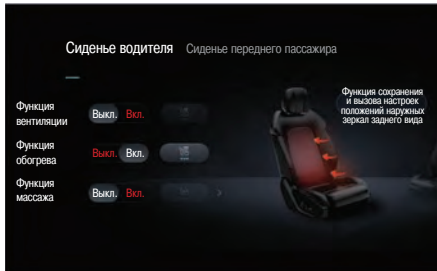 Сиденье водителя Сиденье переднего пассажира
Функция сохранения
и вызова настроек
положений наружных
зеркал заднего вида
Функция
вентиляции
Выкл. Вкл.
Функция
обогрева
Выкл. Вкл.
Функция
массажа
Выкл. Вкл.